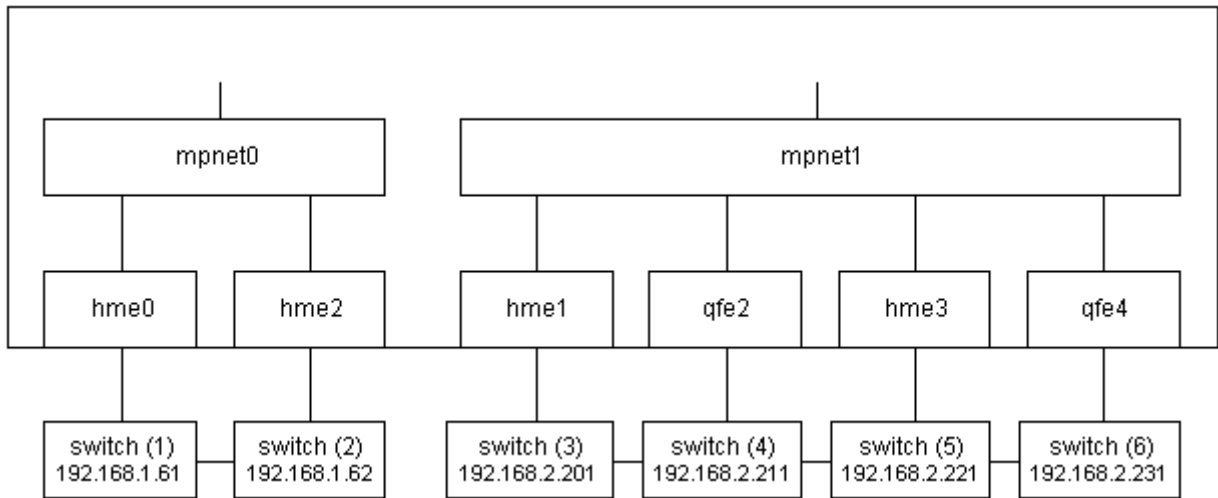 mpnet0
mpnet1
hme0
hme2
hme1
qfe2
hme3
qfe4
switch (1)
192.168.1.61
switch (2)
192.168.1.62
switch (3)
192.168.2.201
switch (4)
192.168.2.211
switch (5)
192.168.2.221
switch (6)
192.168.2.231